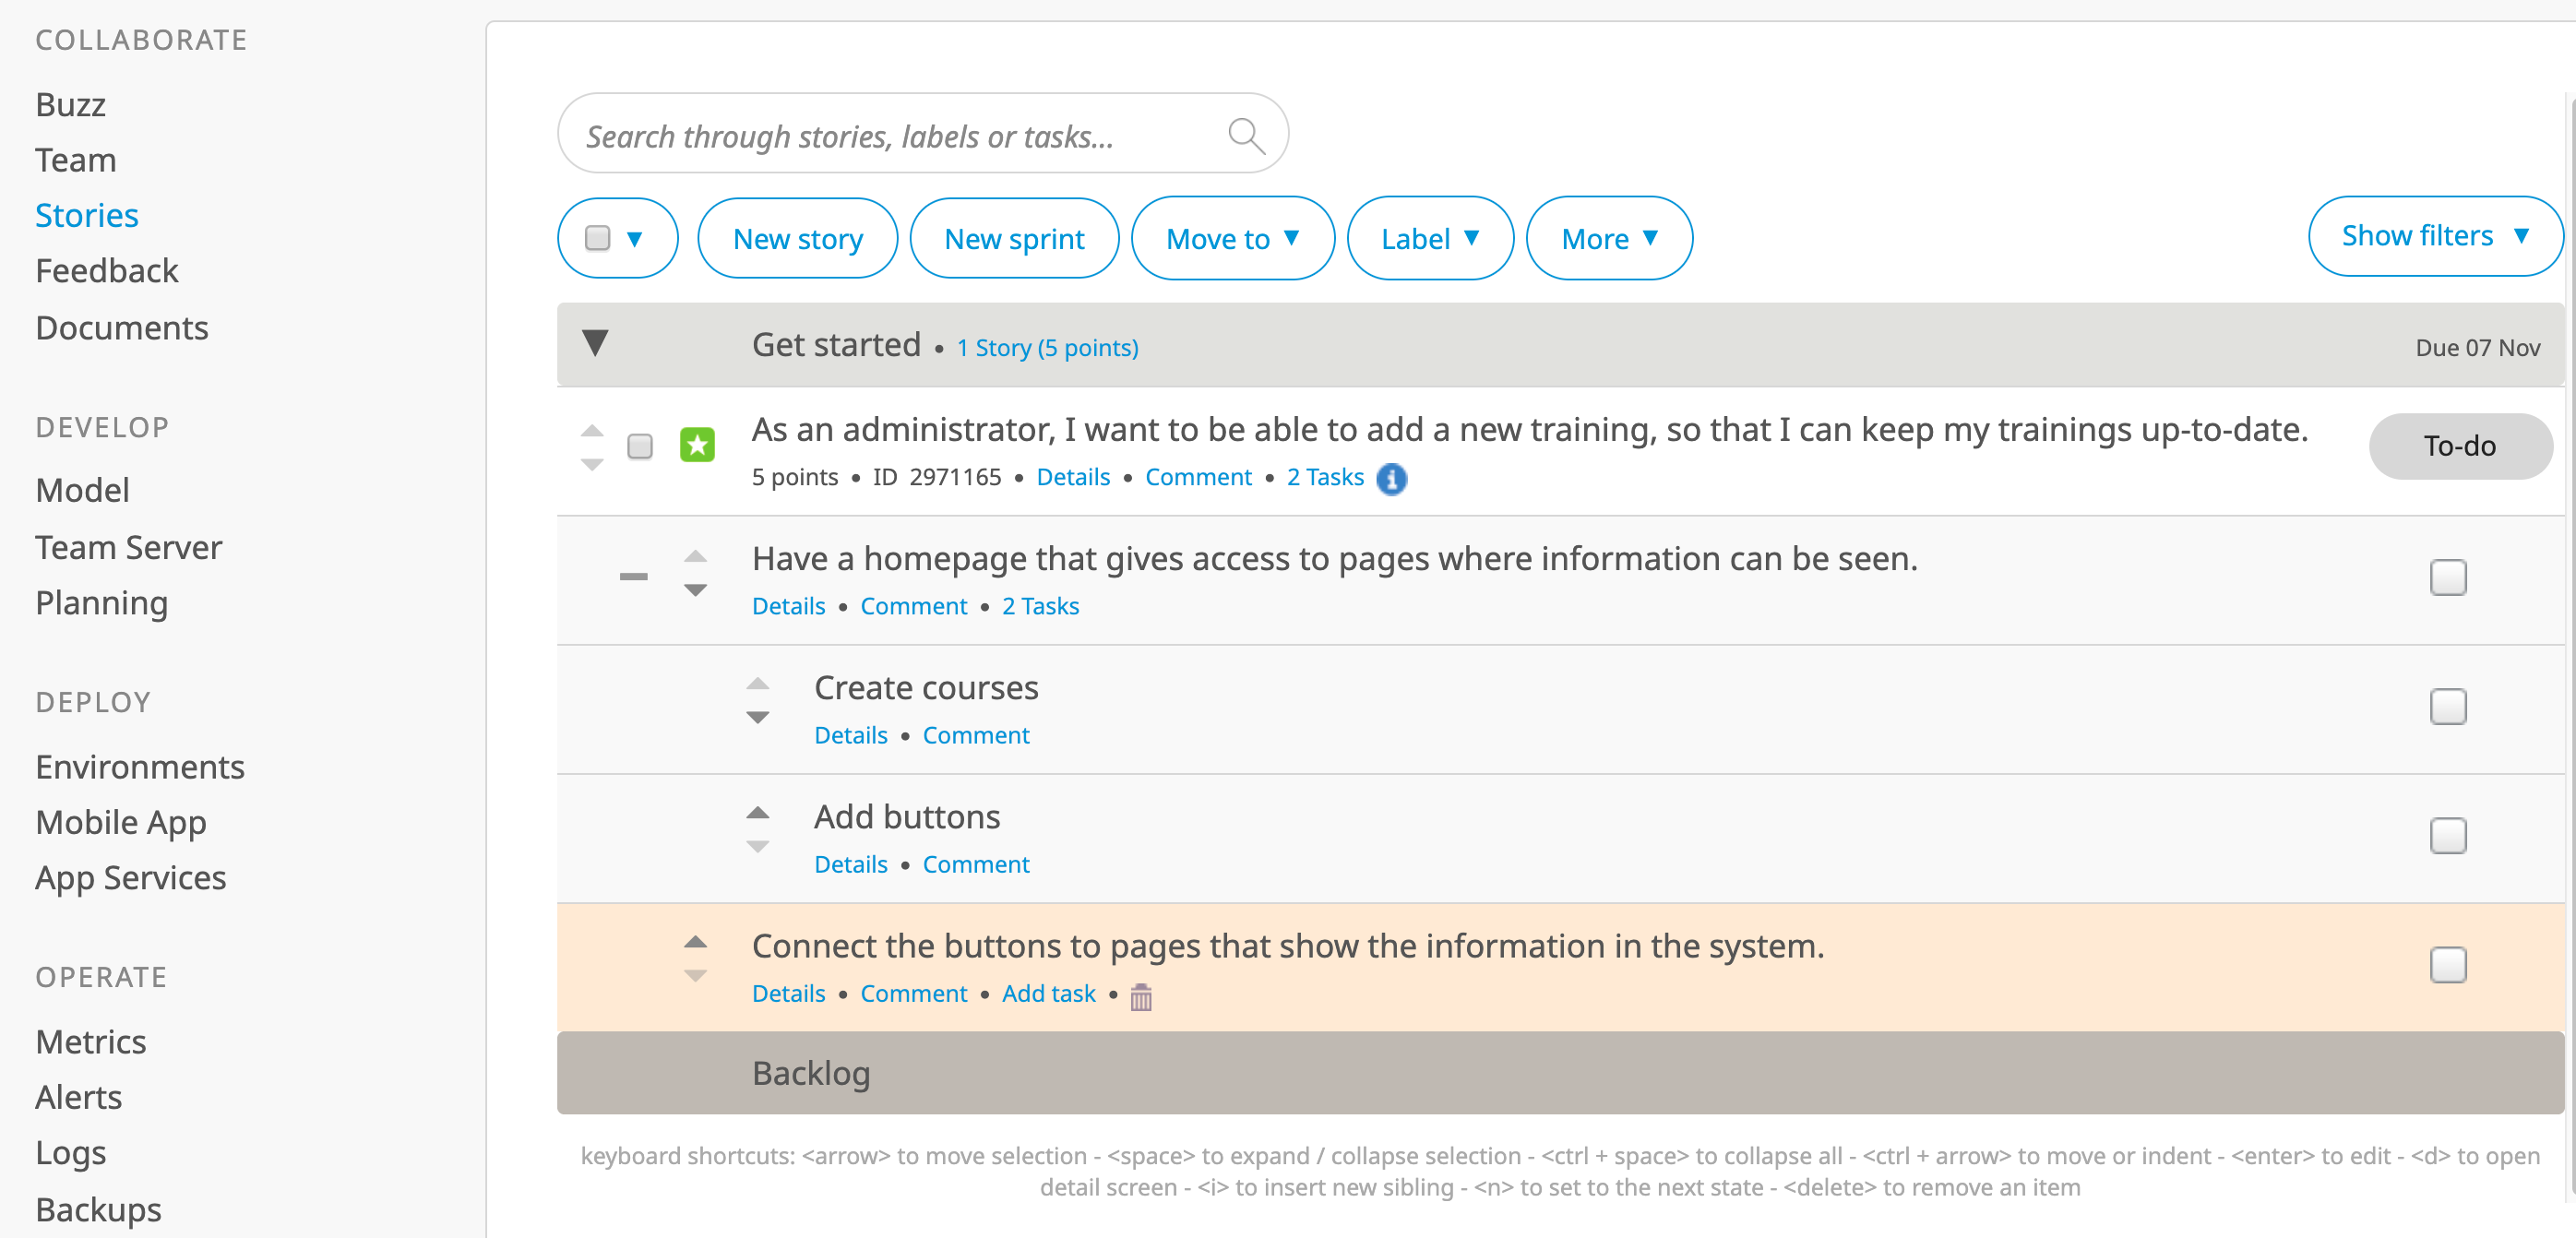 COLLABORATE
Buzz
Team
Stories
Feedback
Documents
DEVELOP
Model
Team Server
Planning
DEPLOY
Environments
Mobile App
App Services
OPERATE
Metrics
Alerts
Logs
Backups
Search through stories, labels or tasks...
New story New sprint Move to ▼ Label ▼ More ▼ Show filters ▼
Get started • 1 Story (5 points) Due 07 Nov
As an administrator, I want to be able to add a new training, so that I can keep my trainings up-to-date. To-do
5 points • ID 2971165 • Details • Comment • 2 Tasks
Have a homepage that gives access to pages where information can be seen.
Details • Comment • 2 Tasks
Create courses
Details • Comment
Add buttons
Details • Comment
Connect the buttons to pages that show the information in the system.
Details • Comment • Add task •
Backlog
keyboard shortcuts: <arrow> to move selection - <space> to expand / collapse selection - <ctrl + space> to collapse all - <ctrl + arrow> to move or indent - <enter> to edit - <d> to open
detail screen - <i> to insert new sibling - <n> to set to the next state - <delete> to remove an item